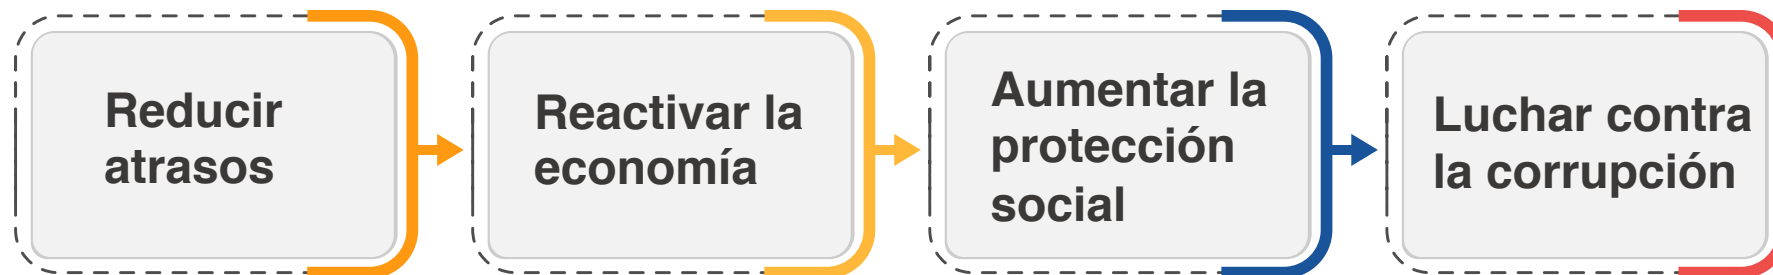 Reducir
atrasos
Reactivar la
economía
Aumentar la
protección
social
Luchar contra
la corrupción